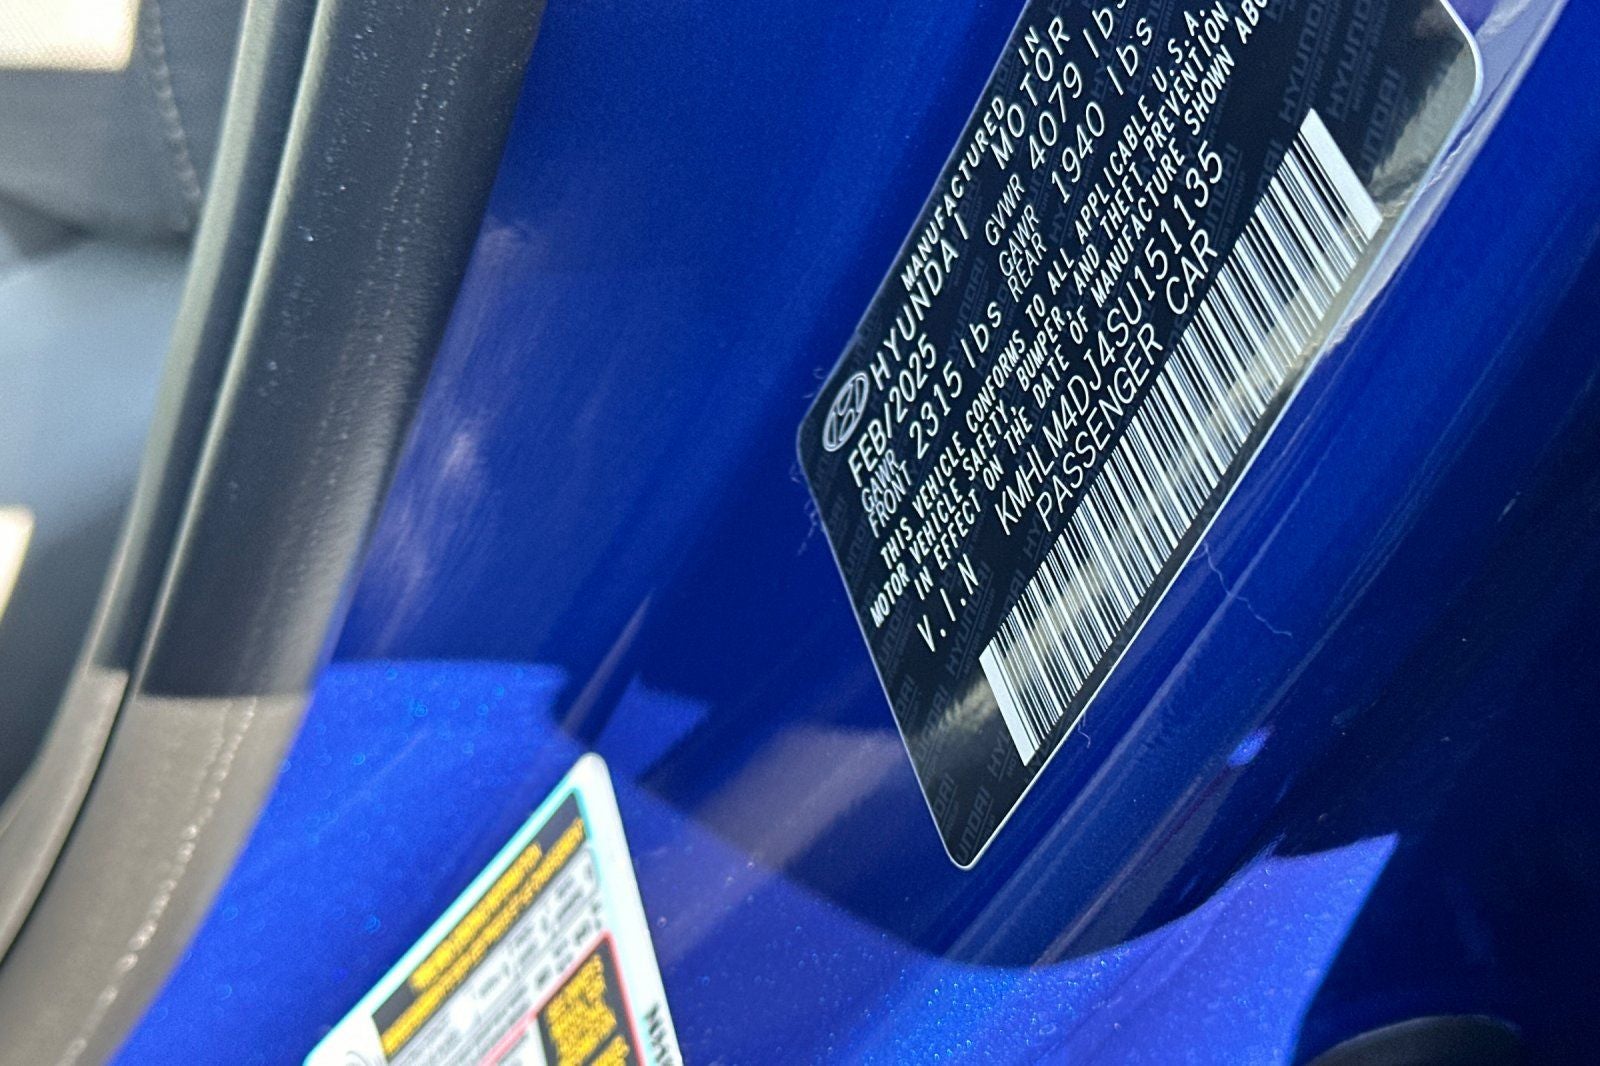 MANUFACTURED IN
HYUNDAI MOTOR
FEB/2025 GVWR 4079 lbs
GAWR FRONT 2315 lbs GAWR REAR 1940 lbs
THIS VEHICLE CONFORMS TO ALL APPLICABLE U.S.A.
MOTOR VEHICLE SAFETY, BUMPER, AND THEFT PREVENTION
IN EFFECT ON THE DATE OF MANUFACTURE SHOWN
V.I.N KMHLM4DJ4SU151135
PASSENGER CAR